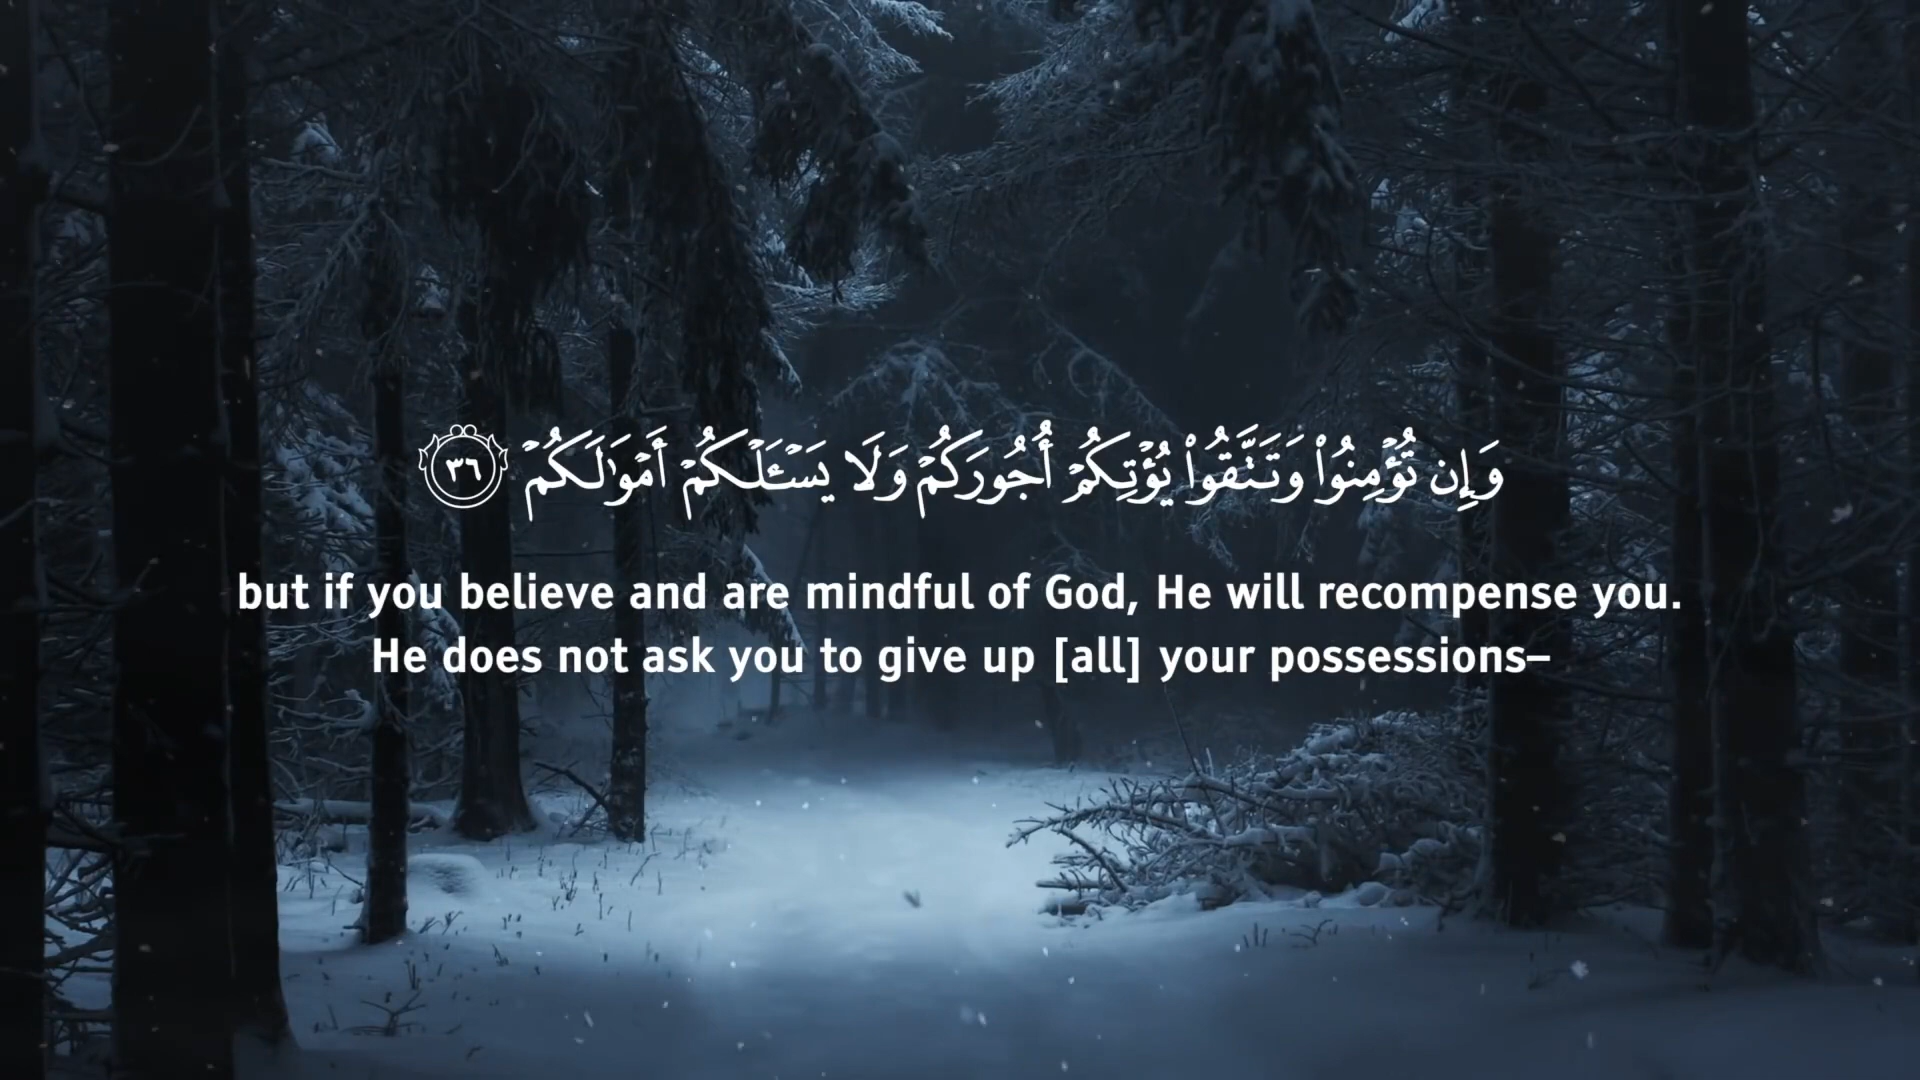 وَإِن تُؤْمِنُوا۟ وَتَتَّقُوا۟ يُؤْتِكُمْ أُجُورَكُمْ وَلَا يَسْـَٔلْكُمْ أَمْوَٰلَكُمْ ٣٦
but if you believe and are mindful of God, He will recompense you.
He does not ask you to give up [all] your possessions–